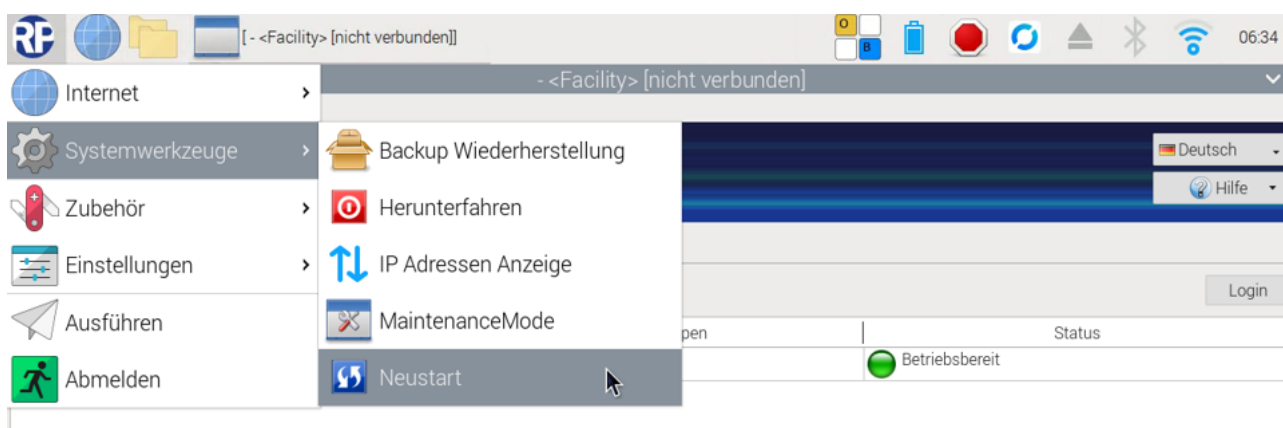 RP
[ - <Facility> [nicht verbunden]]
O
B
06:34
- <Facility> [nicht verbunden]
Internet
Systemwerkzeuge
Zubehör
Einstellungen
Ausführen
Abmelden
Backup Wiederherstellung
Herunterfahren
IP Adressen Anzeige
MaintenanceMode
Neustart
Deutsch
Hilfe
Login
pen
Status
Betriebsbereit